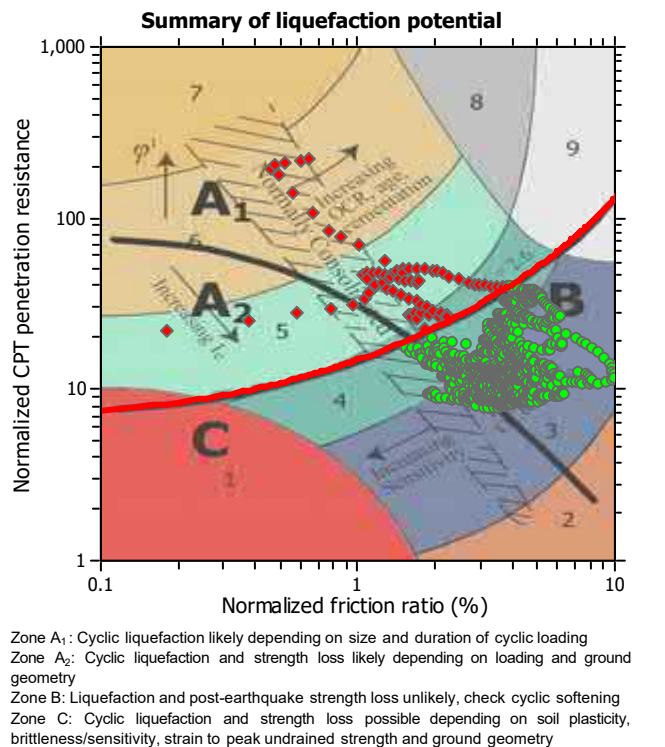 Summary of liquefaction potential
1,000
7
8
9
φ'
Increasing
OCR, age,
cementation
A1
Normally Consolidated
100
6
A2
B
Increasing Ic
5
10
4
C
3
Increasing
Sensitivity
1
2
1
0.1
1
10
Normalized CPT penetration resistance
Normalized friction ratio (%)
Zone A1: Cyclic liquefaction likely depending on size and duration of cyclic loading
Zone A2: Cyclic liquefaction and strength loss likely depending on loading and ground
geometry
Zone B: Liquefaction and post-earthquake strength loss unlikely, check cyclic softening
Zone C: Cyclic liquefaction and strength loss possible depending on soil plasticity,
brittleness/sensitivity, strain to peak undrained strength and ground geometry